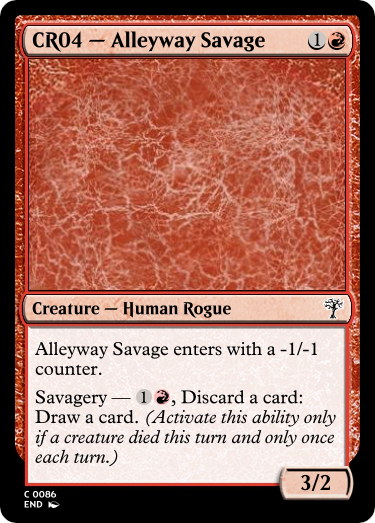 CR04 — Alleyway Savage 1
Creature — Human Rogue
Alleyway Savage enters with a -1/-1
counter.
Savagery — 1, Discard a card:
Draw a card. (Activate this ability only
if a creature died this turn and only once
each turn.)
3/2
C 0086
END